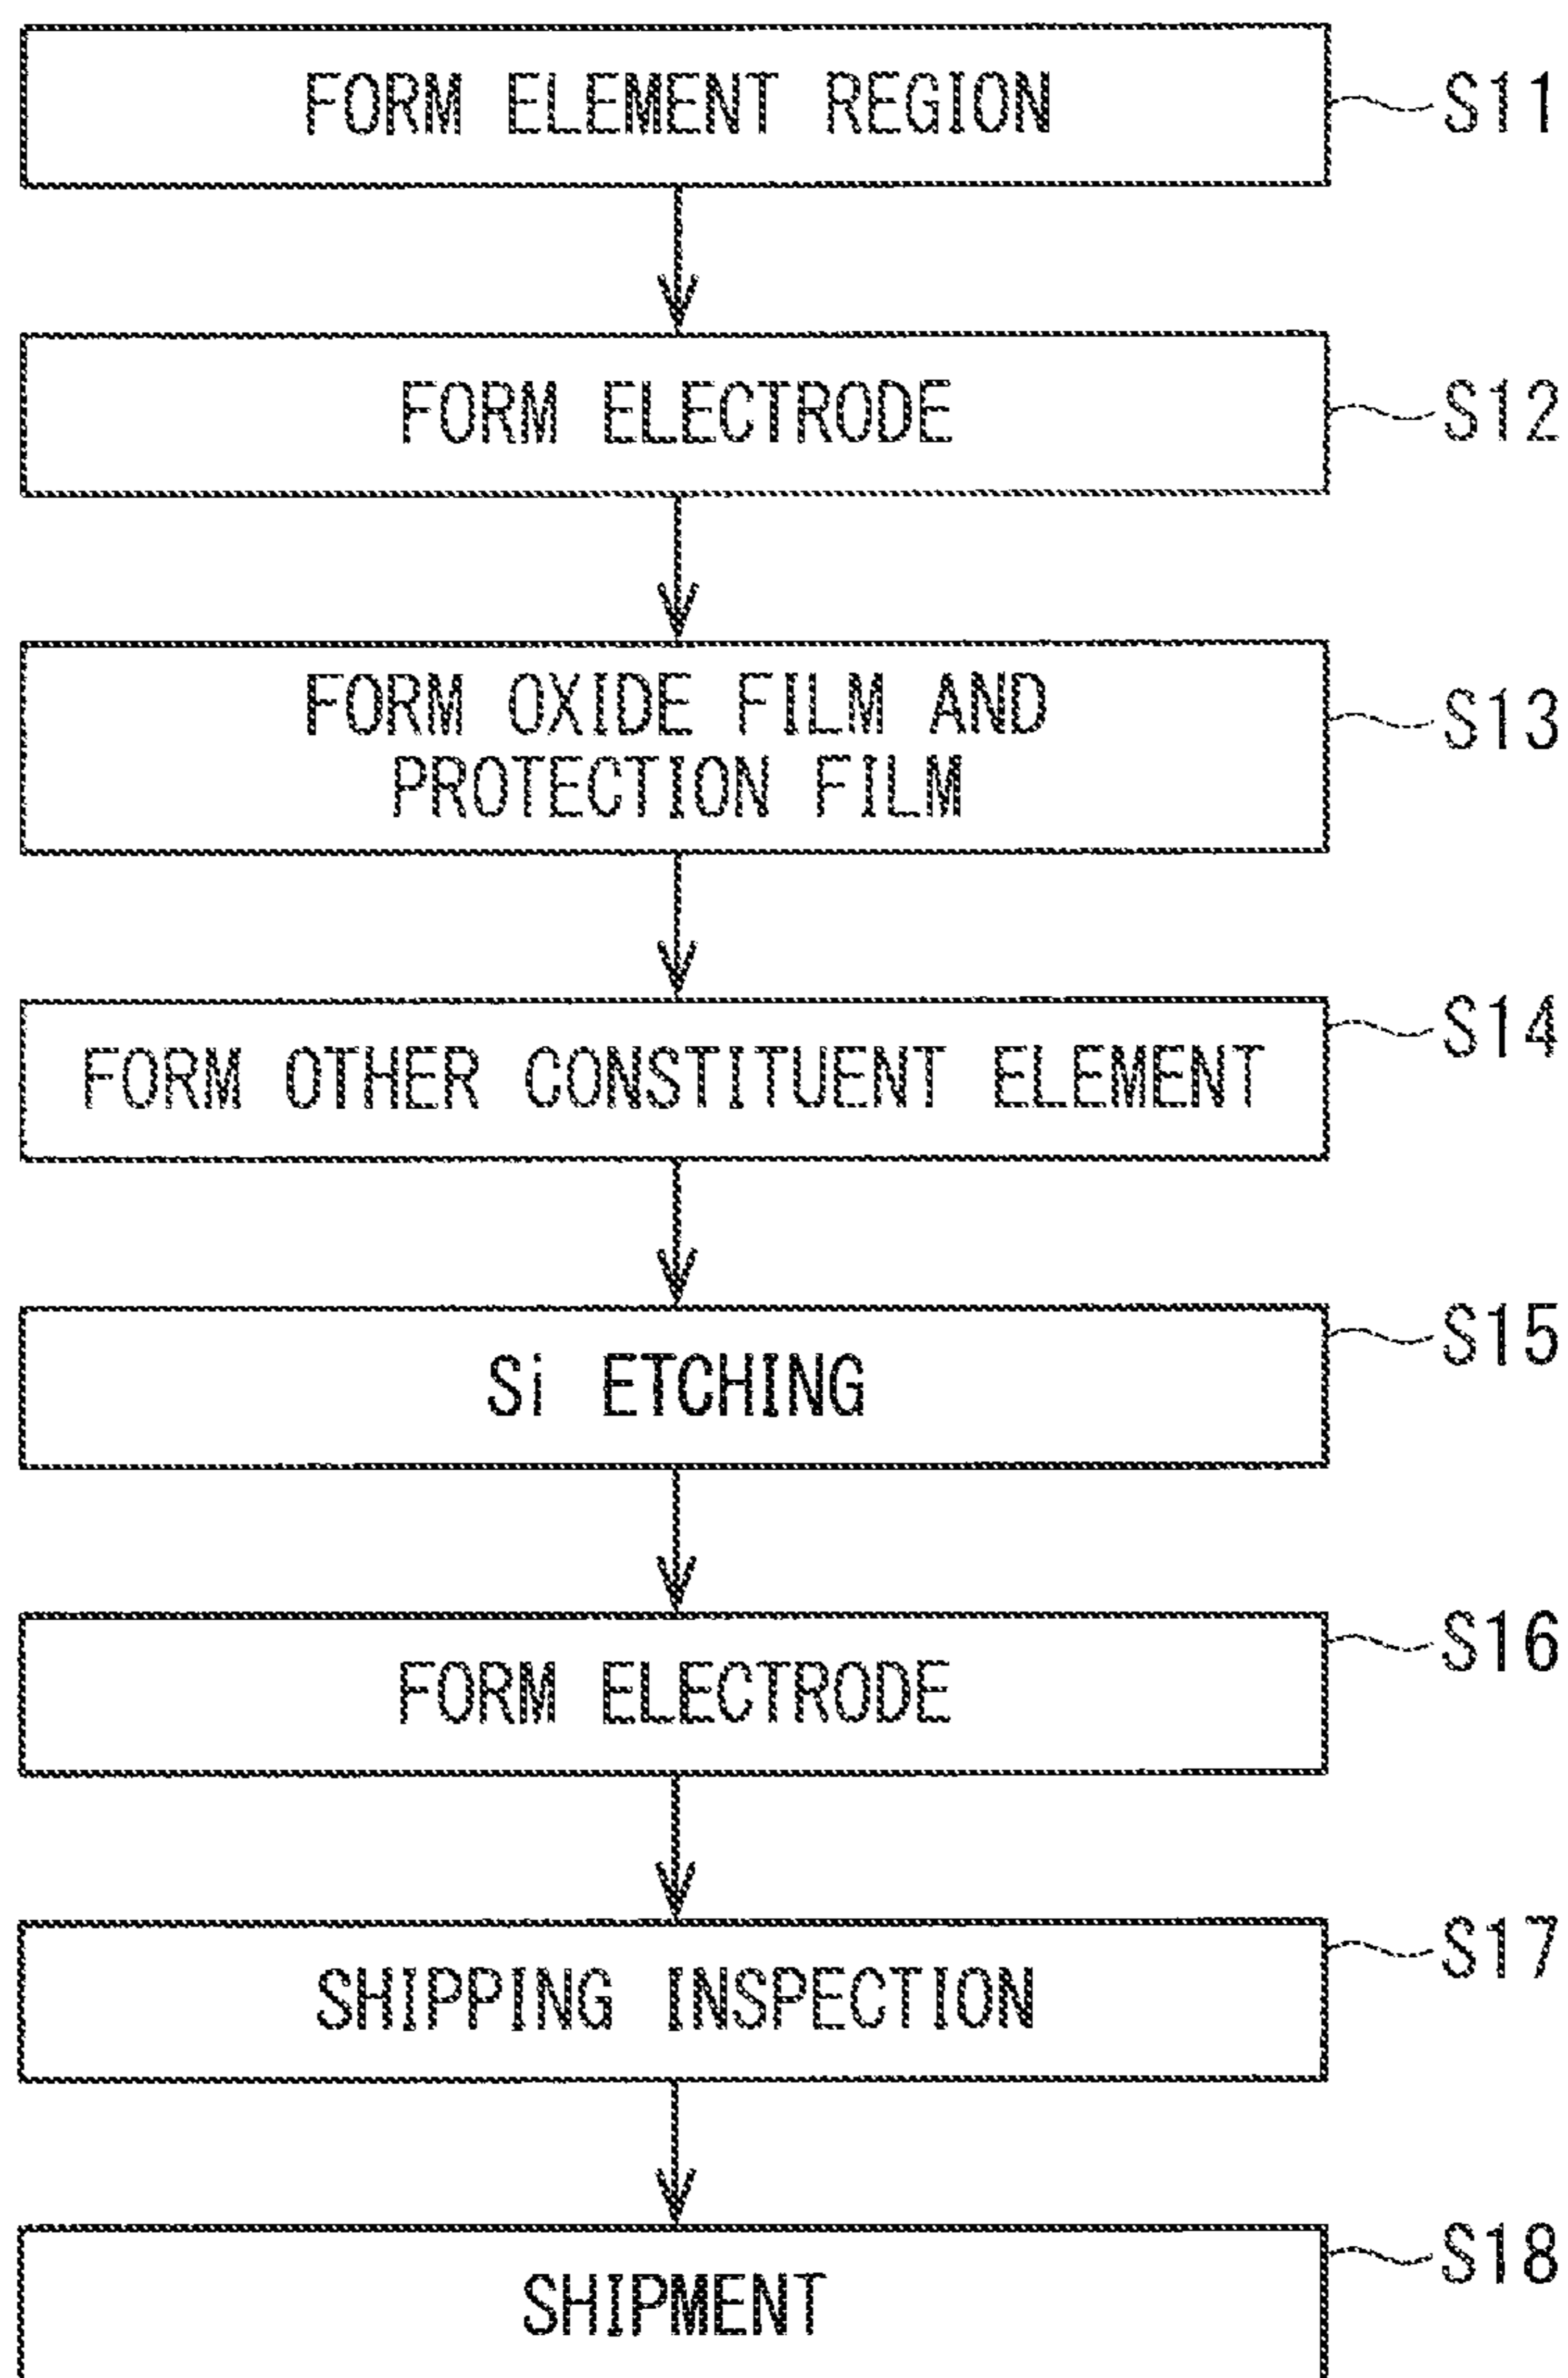 FORM ELEMENT REGION
S11
FORM ELECTRODE
S12
FORM OXIDE FILM AND
PROTECTION FILM
S13
FORM OTHER CONSTITUENT ELEMENT
S14
Si ETCHING
S15
FORM ELECTRODE
S16
SHIPPING INSPECTION
S17
SHIPMENT
S18